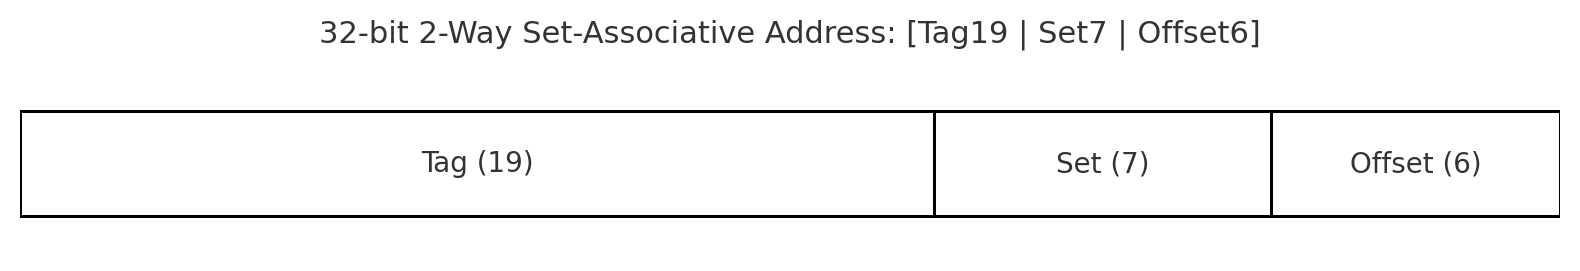 32-bit 2-Way Set-Associative Address: [Tag19 | Set7 | Offset6]
Tag (19)
Set (7)
Offset (6)